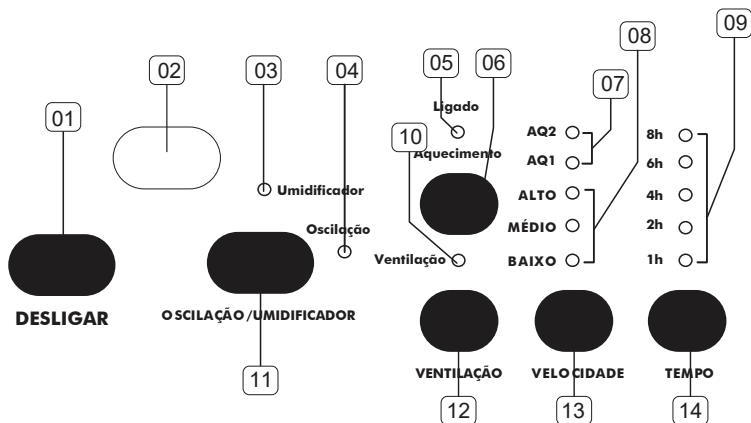 01
02
03
04
05
06
07
08
09
10
Ligado
Aquecimento
AQ2
AQ1
ALTO
MÉDIO
BAIXO
8h
6h
4h
2h
1h
Umidificador
Oscilação
Ventilação
DESLIGAR
OSCILAÇÃO/UMIDIFICADOR
VENTILAÇÃO
VELOCIDADE
TEMPO
11
12
13
14